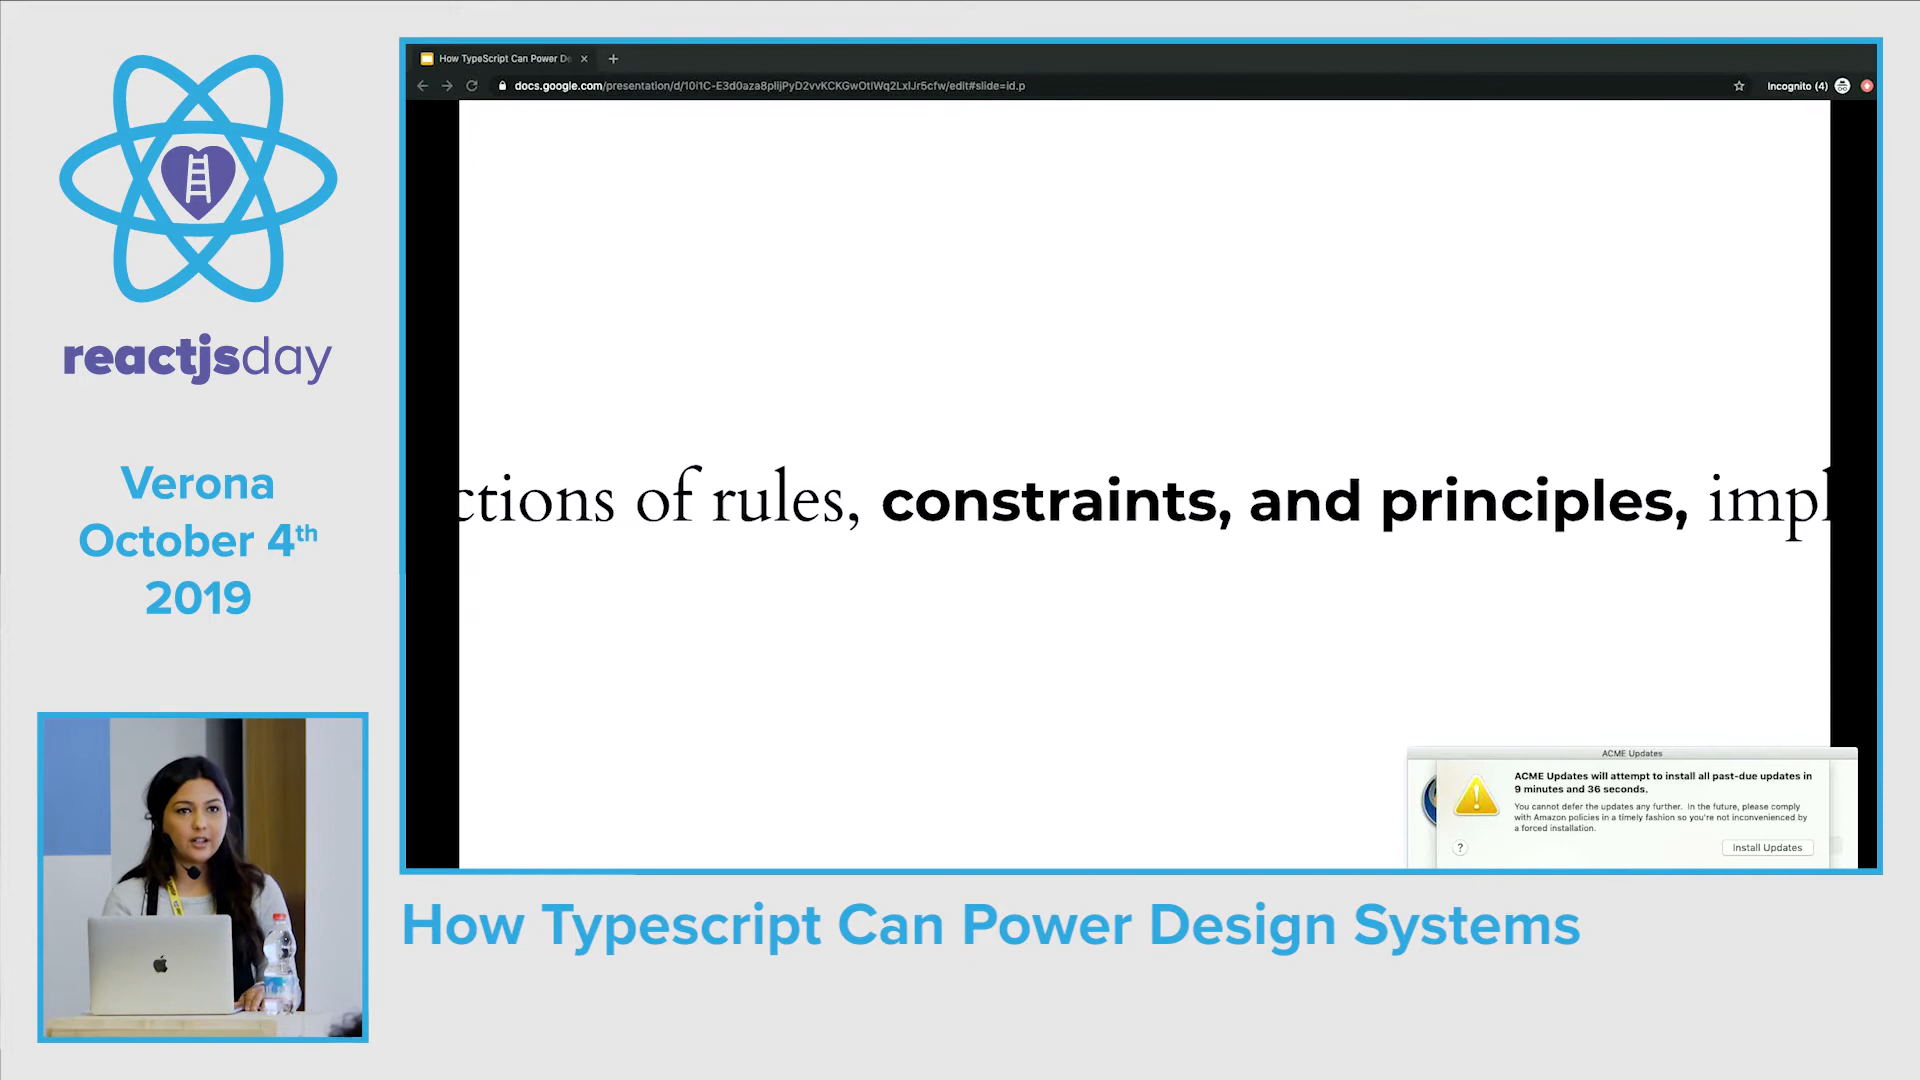 reactjsday
Verona
October 4th
2019
How TypeScript Can Power De
docs.google.com/presentation/d/10i1C-E3d0aza8pIijPyD2vvKCKGwOtiWq2LxIJr5cfw/edit#slide=id.p
Incognito (4)
ctions of rules, constraints, and principles, impl
ACME Updates
ACME Updates will attempt to install all past-due updates in
9 minutes and 36 seconds.
You cannot defer the updates any further. In the future, please comply
with Amazon policies in a timely fashion so you're not inconvenienced by
a forced installation.
?
Install Updates
How Typescript Can Power Design Systems